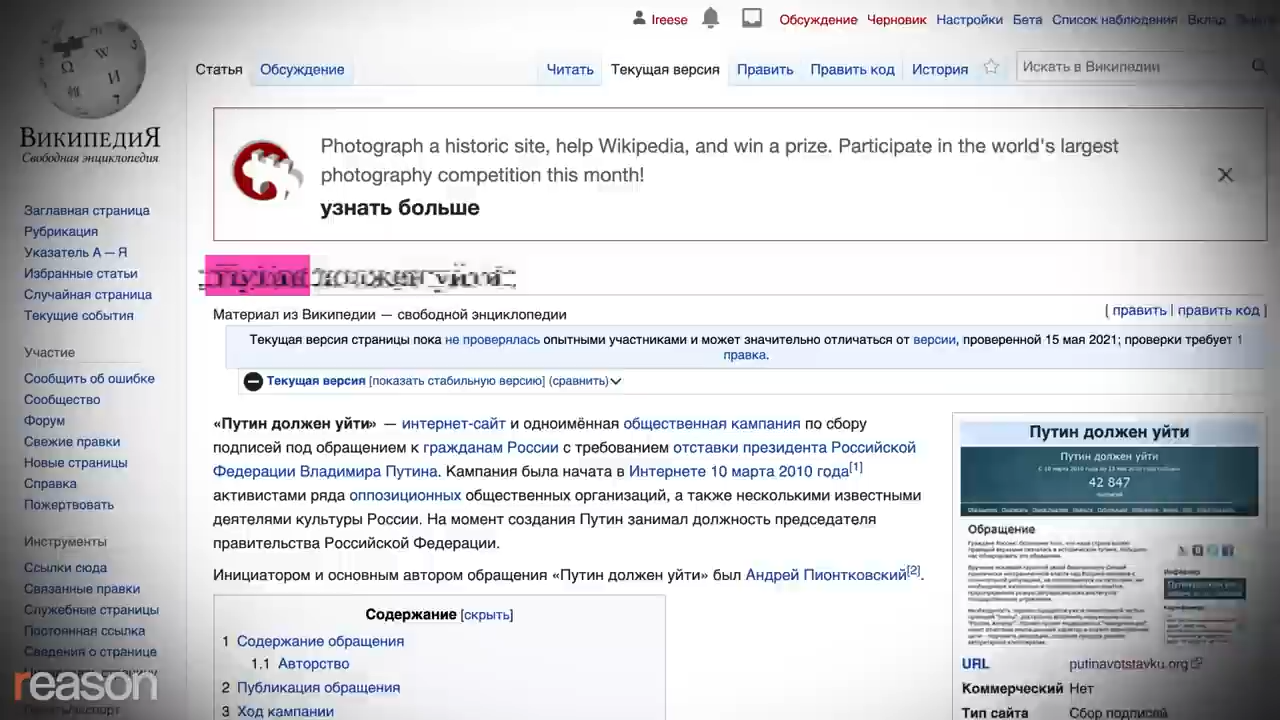 Ireese Обсуждение Черновик Настройки Бета Список наблюдения Вклад
Статья Обсуждение Читать Текущая версия Править Править код История Искать в Википедии
ВИКИПЕДИЯ
Свободная энциклопедия
Photograph a historic site, help Wikipedia, and win a prize. Participate in the world's largest
photography competition this month!
узнать больше
Заглавная страница
Рубрикация
Указатель А — Я
Избранные статьи
Случайная страница
Текущие события
Участие
Сообщить об ошибке
Сообщество
Форум
Свежие правки
Новые страницы
Справка
Пожертвовать
Инструменты
Ссылки сюда
Связанные правки
Служебные страницы
Постоянная ссылка
Сведения о странице
reason
Путин должен уйти
Материал из Википедии — свободной энциклопедии
[ править | править код ]
Текущая версия страницы пока не проверялась опытными участниками и может значительно отличаться от версии, проверенной 15 мая 2021; проверки требует 1
правка.
Текущая версия [показать стабильную версию] (сравнить)
«Путин должен уйти» — интернет-сайт и одноимённая общественная кампания по сбору
подписей под обращением к гражданам России с требованием отставки президента Российской
Федерации Владимира Путина. Кампания была начата в Интернете 10 марта 2010 года[1]
активистами ряда оппозиционных общественных организаций, а также несколькими известными
деятелями культуры России. На момент создания Путин занимал должность председателя
правительства Российской Федерации.
Инициатором и основным автором обращения «Путин должен уйти» был Андрей Пионтковский[2].
Содержание [скрыть]
1 Содержание обращения
1.1 Авторство
2 Публикация обращения
3 Ход кампании
Путин должен уйти
Путин должен уйти
42 847
Обращение
URL putinavotstavku.org
Коммерческий Нет
Тип сайта Сбор подписей